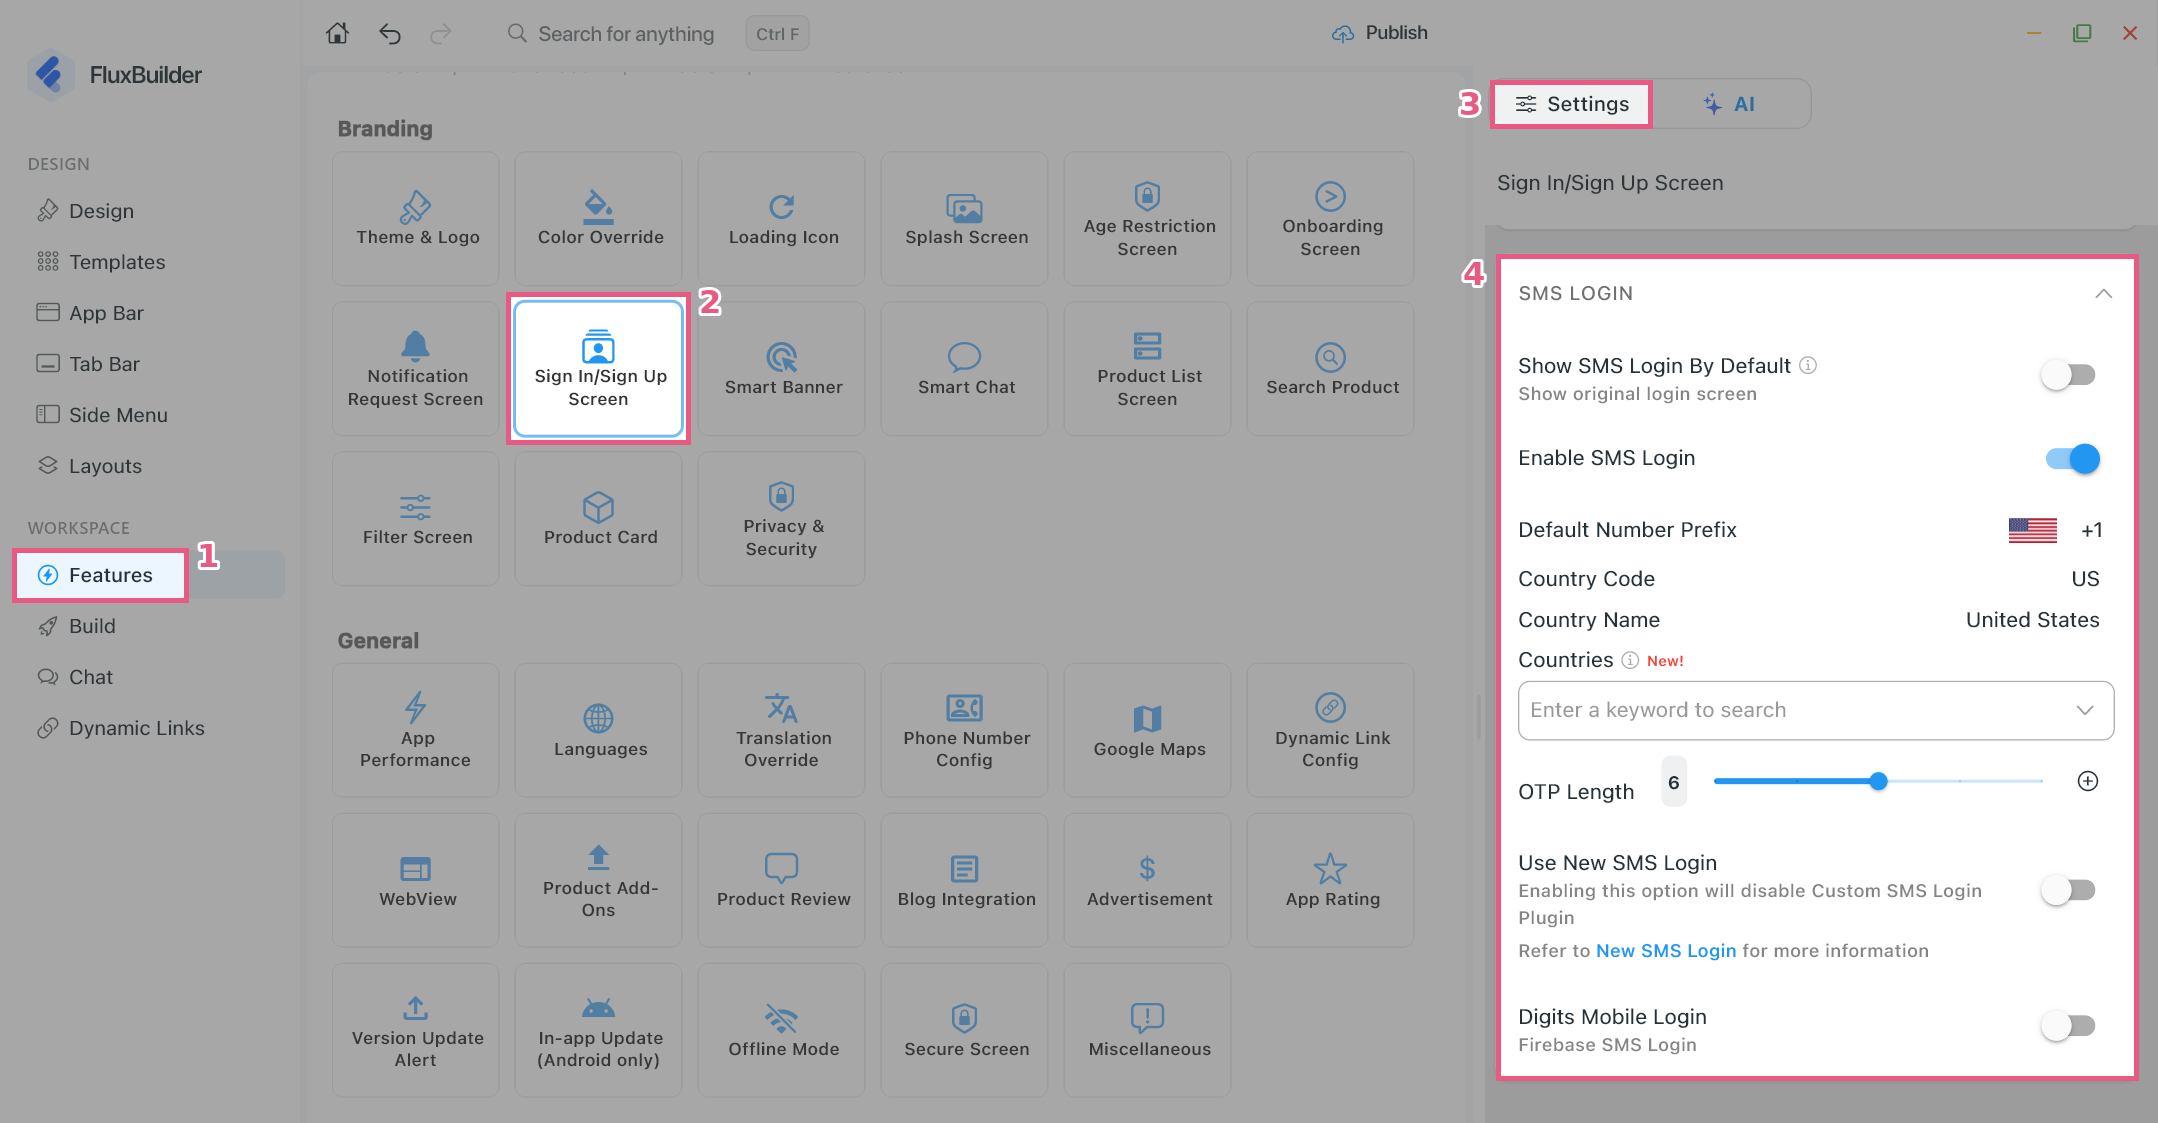 FluxBuilder
Search for anything
Ctrl F
Publish
DESIGN
Design
Templates
App Bar
Tab Bar
Side Menu
Layouts
WORKSPACE
Features
1
Build
Chat
Dynamic Links
Branding
Theme & Logo
Color Override
Loading Icon
Splash Screen
Age Restriction
Screen
Onboarding
Screen
Notification
Request Screen
Sign In/Sign Up
Screen
2
Smart Banner
Smart Chat
Product List
Screen
Search Product
Filter Screen
Product Card
Privacy &
Security
General
App
Performance
Languages
Translation
Override
Phone Number
Config
Google Maps
Dynamic Link
Config
WebView
Product Add-
Ons
Product Review
Blog Integration
Advertisement
App Rating
Version Update
Alert
In-app Update
(Android only)
Offline Mode
Secure Screen
Miscellaneous
3
Settings
AI
Sign In/Sign Up Screen
4
SMS LOGIN
Show SMS Login By Default
Show original login screen
Enable SMS Login
Default Number Prefix
+1
Country Code
US
Country Name
United States
Countries
New!
Enter a keyword to search
OTP Length
6
Use New SMS Login
Enabling this option will disable Custom SMS Login
Plugin
Refer to New SMS Login for more information
Digits Mobile Login
Firebase SMS Login